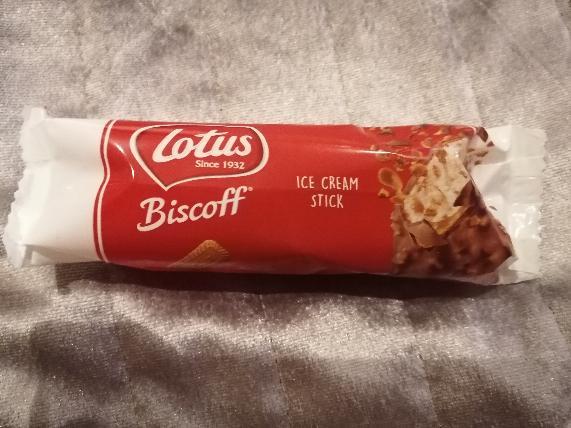 Lotus
Since 1932
Biscoff®
ICE CREAM
STICK